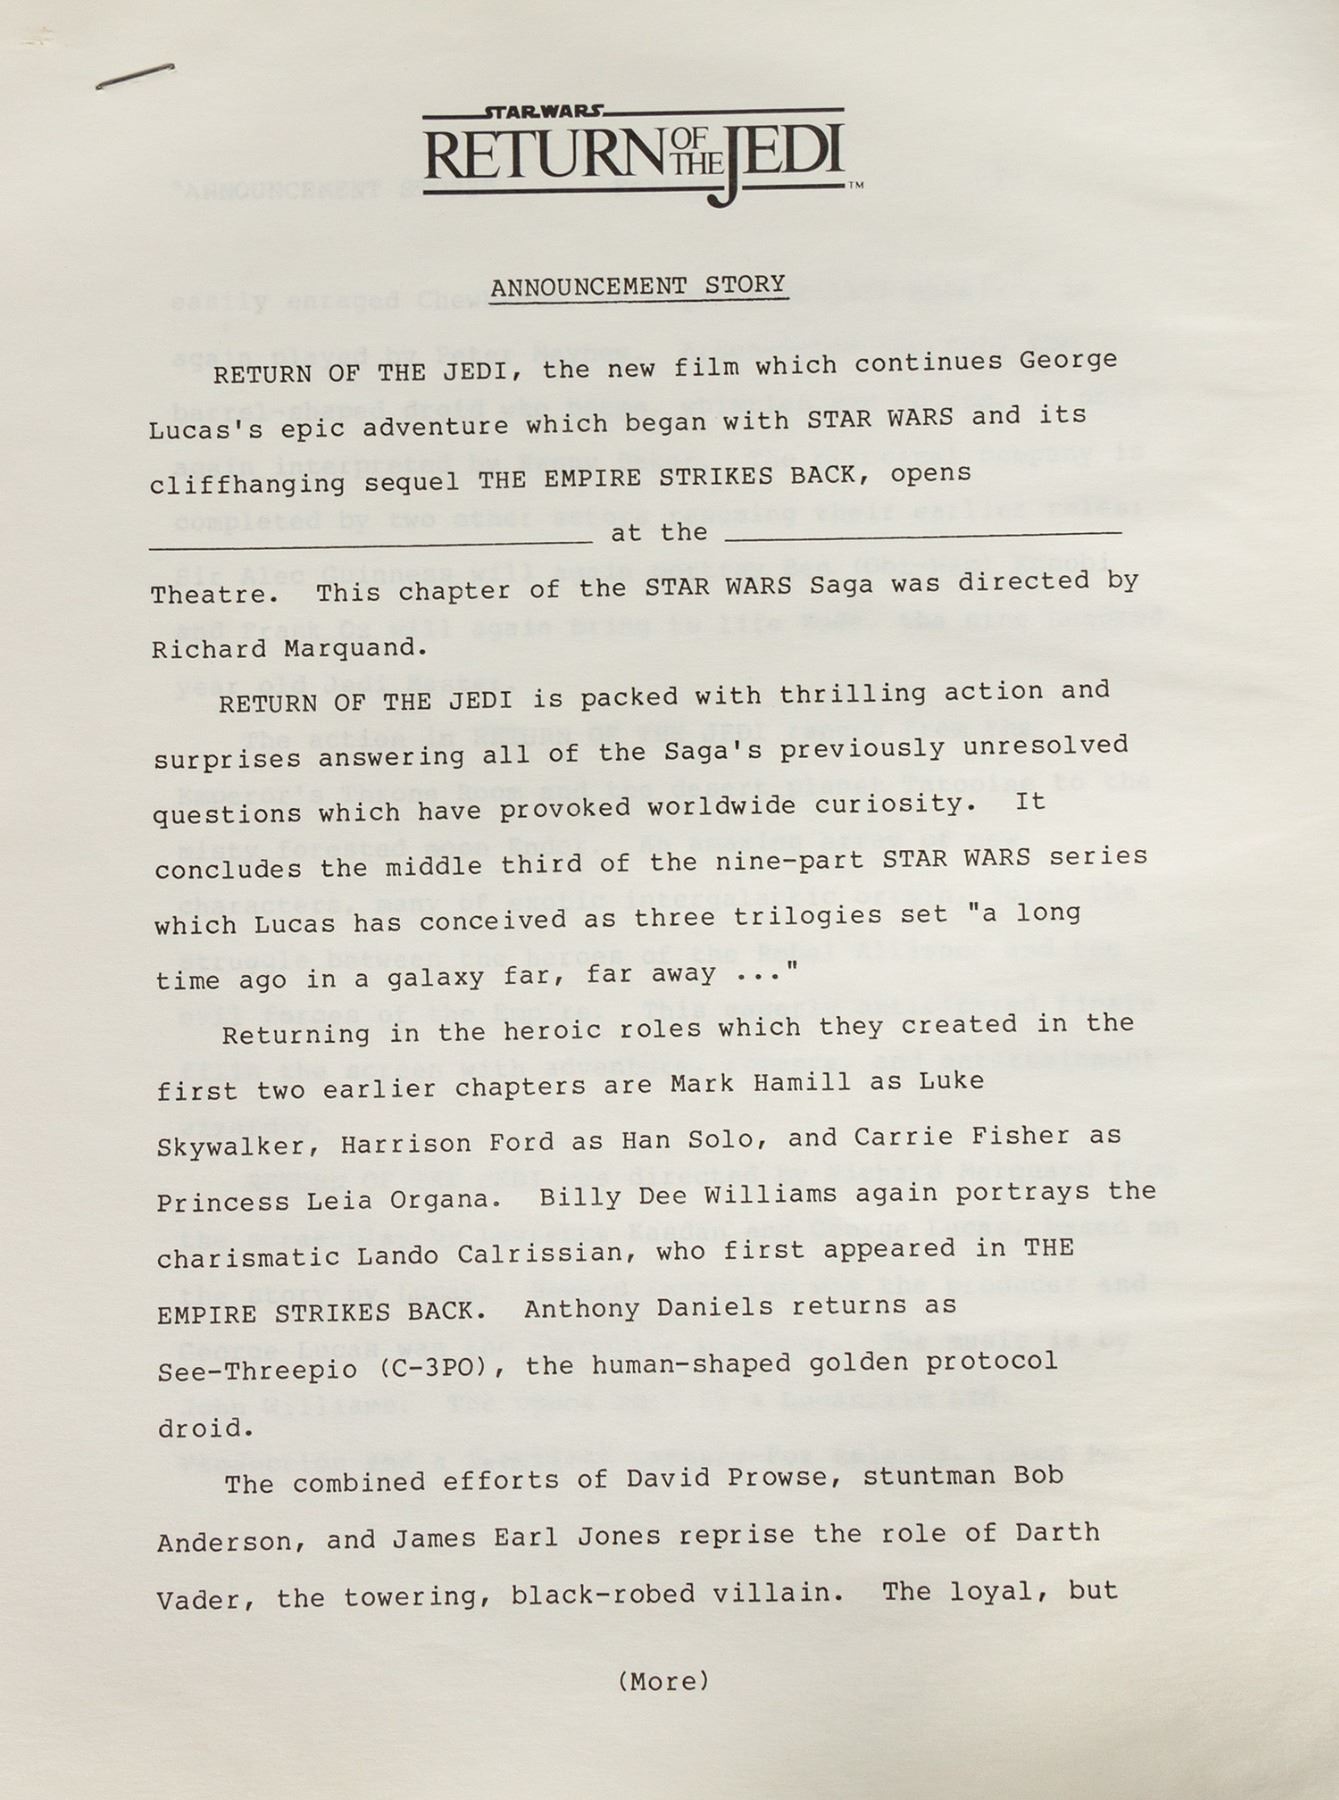 STAR WARS
RETURN OF THE JEDI ™
ANNOUNCEMENT STORY
RETURN OF THE JEDI, the new film which continues George
Lucas's epic adventure which began with STAR WARS and its
cliffhanging sequel THE EMPIRE STRIKES BACK, opens
____________________ at the ____________________
Theatre.  This chapter of the STAR WARS Saga was directed by
Richard Marquand.
RETURN OF THE JEDI is packed with thrilling action and
surprises answering all of the Saga's previously unresolved
questions which have provoked worldwide curiosity.  It
concludes the middle third of the nine-part STAR WARS series
which Lucas has conceived as three trilogies set "a long
time ago in a galaxy far, far away ..."
Returning in the heroic roles which they created in the
first two earlier chapters are Mark Hamill as Luke
Skywalker, Harrison Ford as Han Solo, and Carrie Fisher as
Princess Leia Organa.  Billy Dee Williams again portrays the
charismatic Lando Calrissian, who first appeared in THE
EMPIRE STRIKES BACK.  Anthony Daniels returns as
See-Threepio (C-3PO), the human-shaped golden protocol
droid.
The combined efforts of David Prowse, stuntman Bob
Anderson, and James Earl Jones reprise the role of Darth
Vader, the towering, black-robed villain.  The loyal, but
(More)